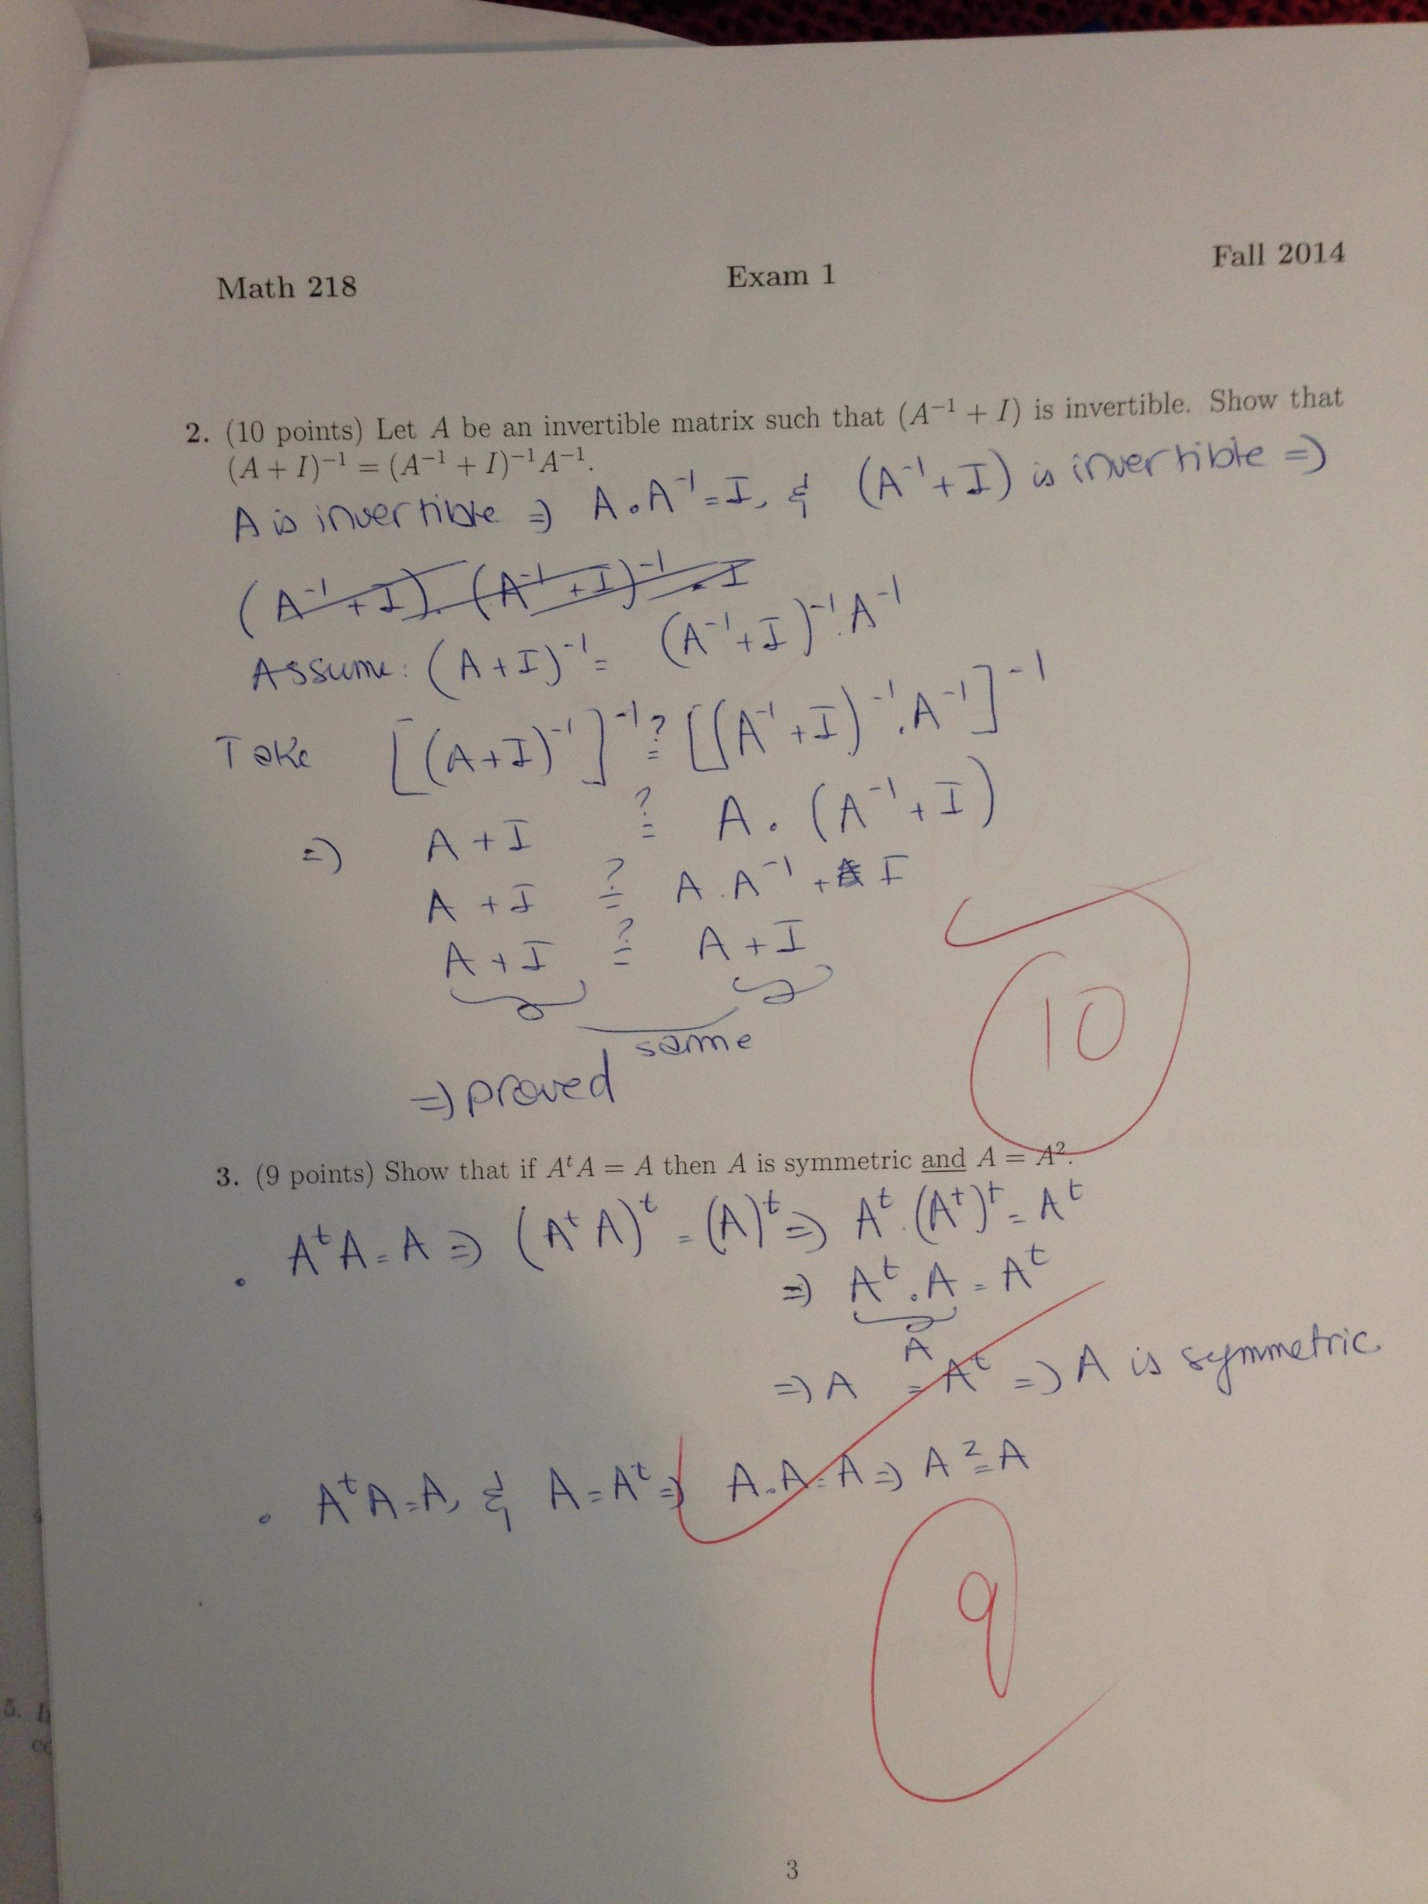 Math 218 Exam 1 Fall 2014
2. (10 points) Let A be an invertible matrix such that (A⁻¹ + I) is invertible. Show that
(A + I)⁻¹ = (A⁻¹ + I)⁻¹A⁻¹.
A is invertible ⇒ A.A⁻¹=I, & (A⁻¹+I) is invertible ⇒
(A⁻¹+I).(A⁻¹+I)⁻¹.I
Assume: (A+I)⁻¹= (A⁻¹+I)⁻¹.A⁻¹
Take [(A+I)⁻¹]⁻¹ ?= [(A⁻¹+I)⁻¹.A⁻¹]⁻¹
⇒ A+I ?= A.(A⁻¹+I)
A+I ?= A.A⁻¹+ I
A+I ?= A+I
same
⇒ proved
10
3. (9 points) Show that if AᵗA = A then A is symmetric and A = A².
• AᵗA=A ⇒ (AᵗA)ᵗ=(A)ᵗ ⇒ Aᵗ.(Aᵗ)ᵗ=Aᵗ
⇒ Aᵗ.A=Aᵗ
A
⇒ A =Aᵗ ⇒ A is symmetric
• AᵗA=A, & A=Aᵗ ⇒ A.A=A ⇒ A²=A
9
5.
3